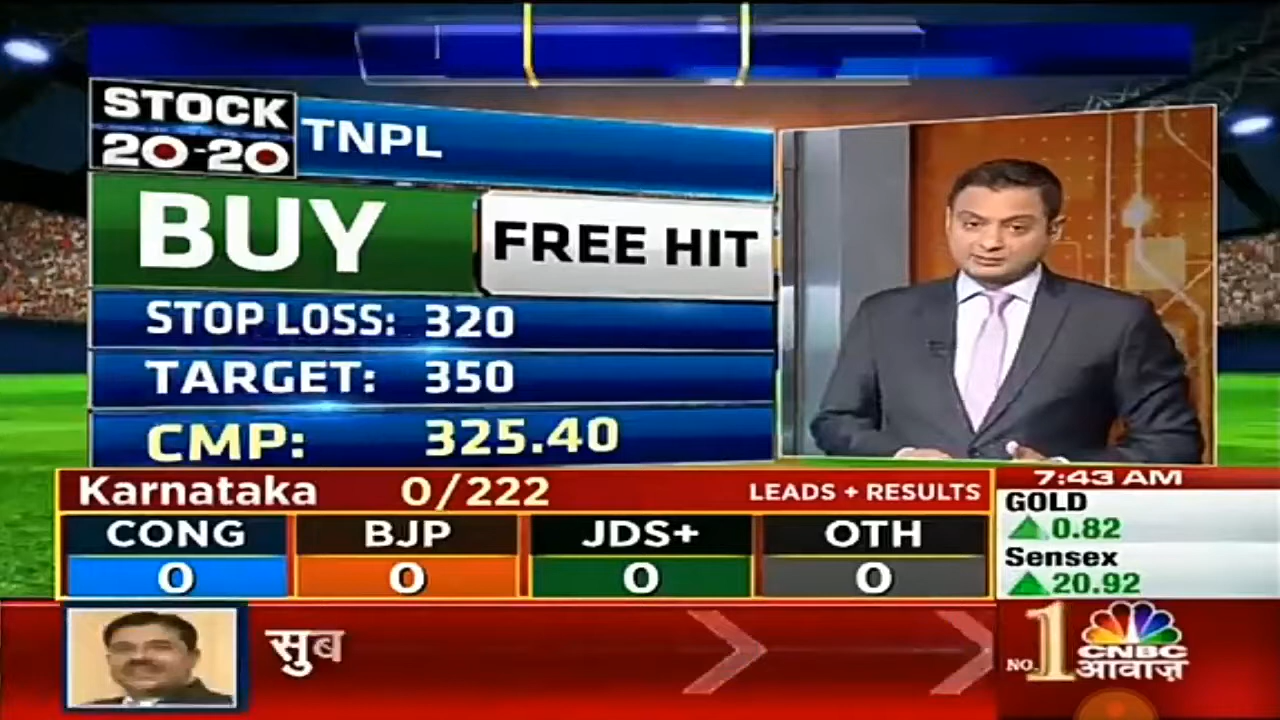 STOCK
20-20
TNPL
BUY
FREE HIT
STOP LOSS: 320
TARGET: 350
CMP: 325.40
Karnataka 0/222 LEADS + RESULTS
CONG BJP JDS+ OTH
0 0 0 0
7:43 AM
GOLD
▲0.82
Sensex
▲20.92
सुब
NO.1 CNBC
आवाज़